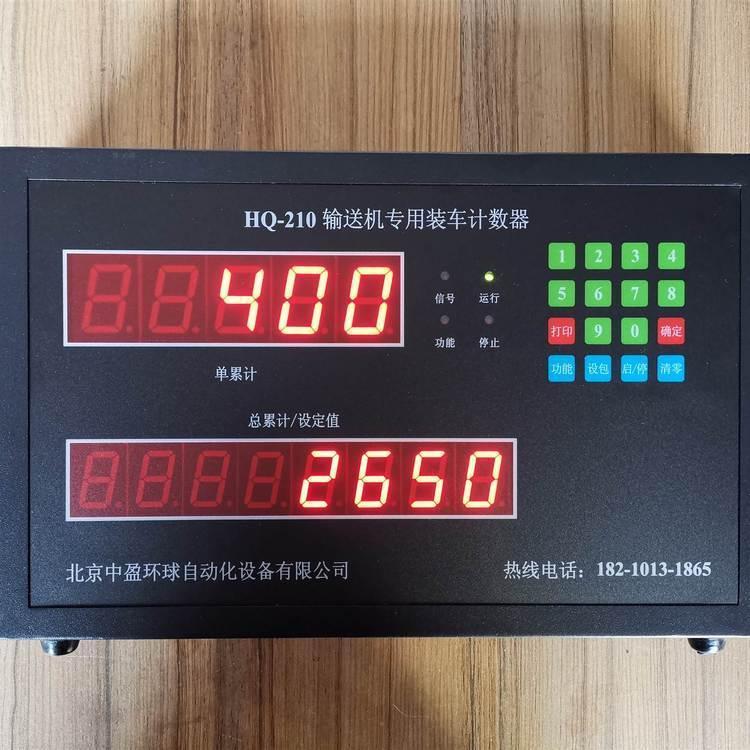 HQ-210 输送机专用装车计数器
400
单累计
信号 运行
功能 停止
1 2 3 4
5 6 7 8
打印 9 0 确定
功能 设包 启/停 清零
总累计/设定值
2650
北京中盈环球自动化设备有限公司
热线电话：182-1013-1865